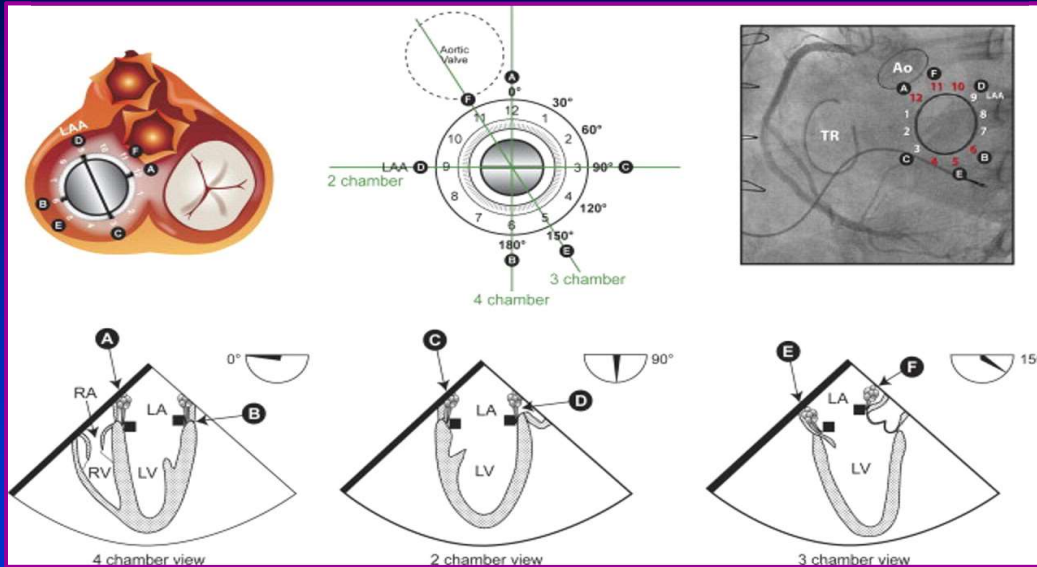 LAA
D
F
A
B
E
C
Aortic
Valve
A
0°
F
30°
11 12 1
60°
10 2
LAA D 9 3 90° C
2 chamber
8 4
120°
7 6 5
150°
180°
E
B
3 chamber
4 chamber
Ao
F
A 11 10 D
12 9 LAA
1 8
TR 2 7
3 6
C 4 5 B
E
A
0°
RA
LA
B
RV
LV
4 chamber view
C
90°
LA
D
LV
2 chamber view
E
F
15
LA
LV
3 chamber view